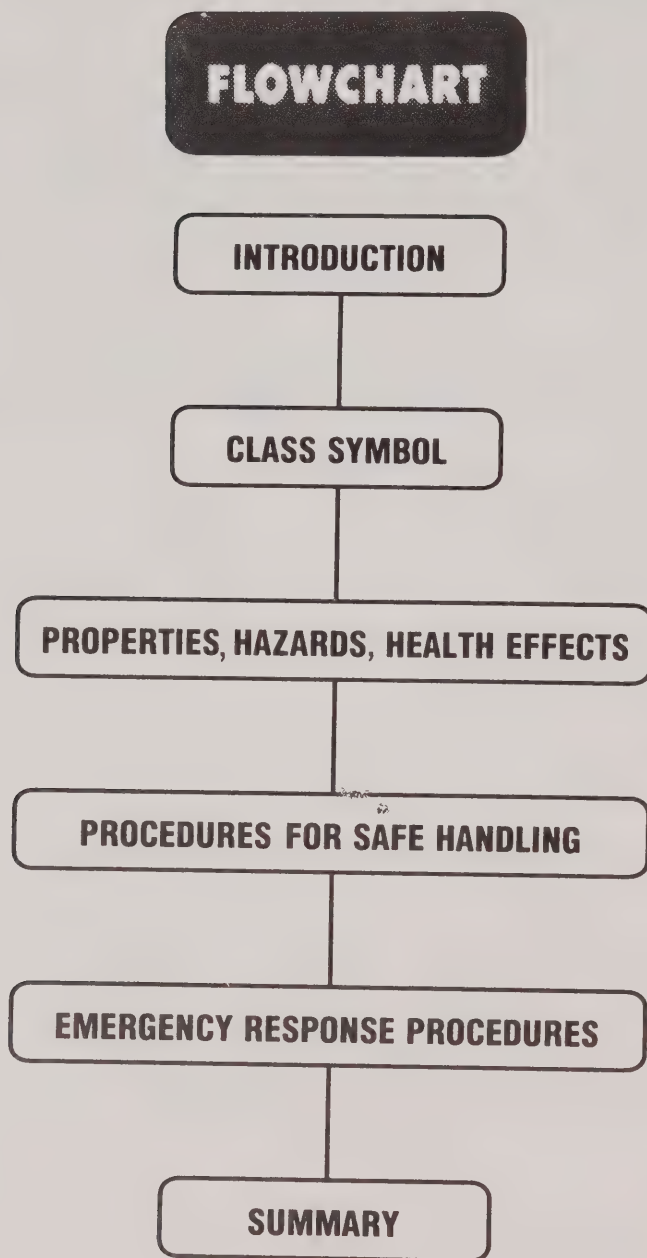 FLOWCHART
INTRODUCTION
CLASS SYMBOL
PROPERTIES, HAZARDS, HEALTH EFFECTS
PROCEDURES FOR SAFE HANDLING
EMERGENCY RESPONSE PROCEDURES
SUMMARY